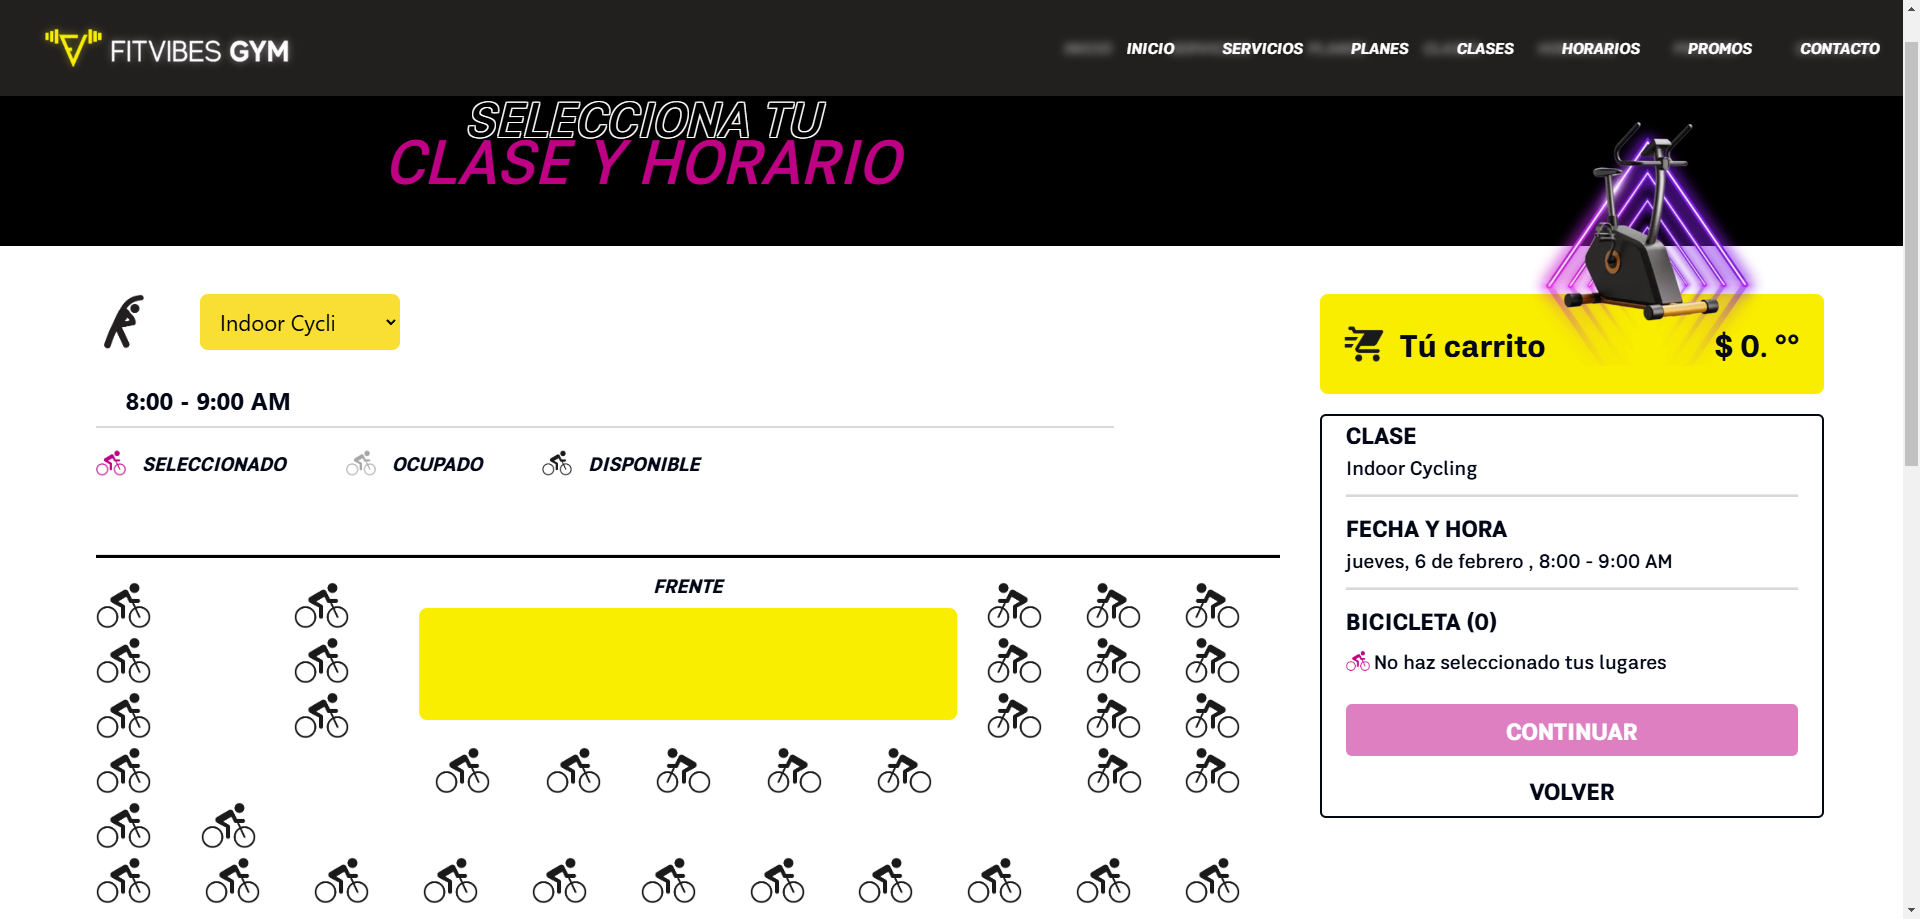 FITVIBES GYM
INICIO SERVICIOS PLANES CLASES HORARIOS PROMOS CONTACTO
SELECCIONA TU
CLASE Y HORARIO
Indoor Cycli
8:00 - 9:00 AM
SELECCIONADO OCUPADO DISPONIBLE
FRENTE
Tú carrito $ 0. °°
CLASE
Indoor Cycling
FECHA Y HORA
jueves, 6 de febrero , 8:00 - 9:00 AM
BICICLETA (0)
No haz seleccionado tus lugares
CONTINUAR
VOLVER